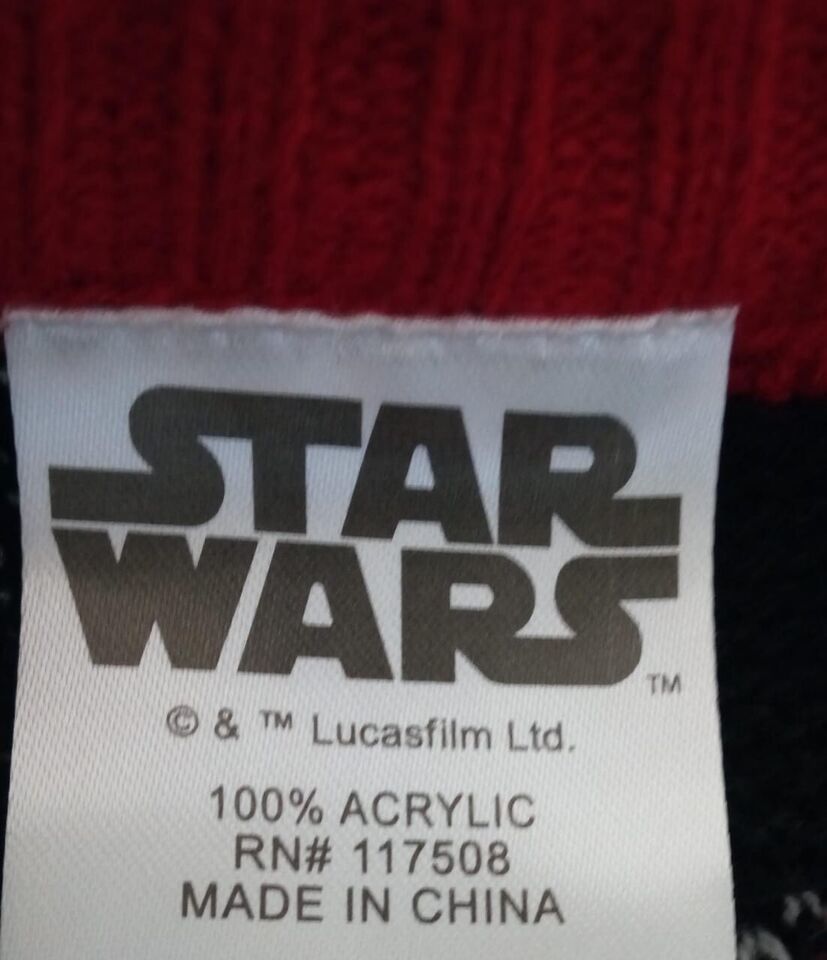 STAR
WARS
TM
© & ™ Lucasfilm Ltd.
100% ACRYLIC
RN# 117508
MADE IN CHINA